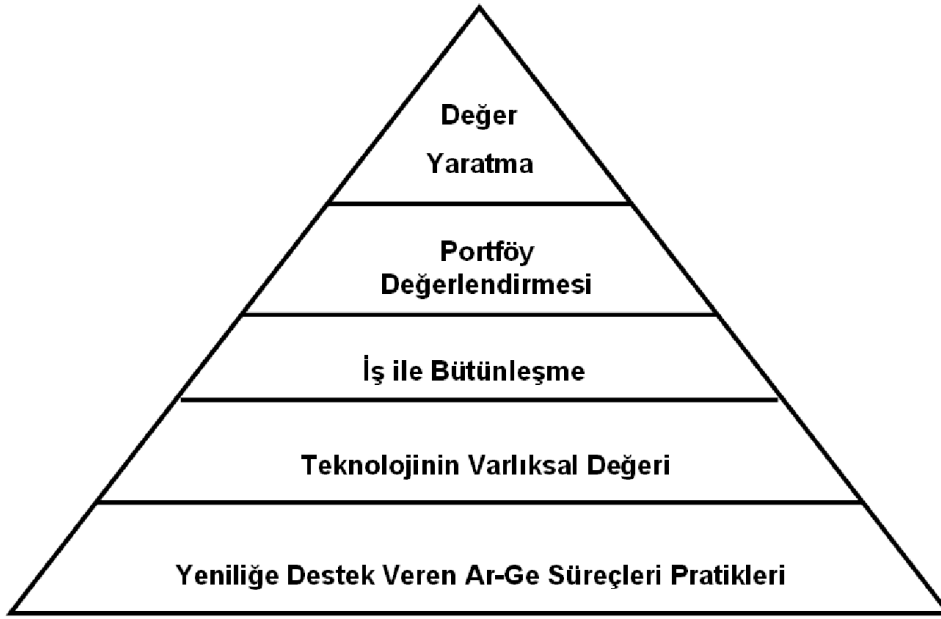 Değer
Yaratma
Portföy
Değerlendirmesi
İş ile Bütünleşme
Teknolojinin Varlıksal Değeri
Yeniliğe Destek Veren Ar-Ge Süreçleri Pratikleri